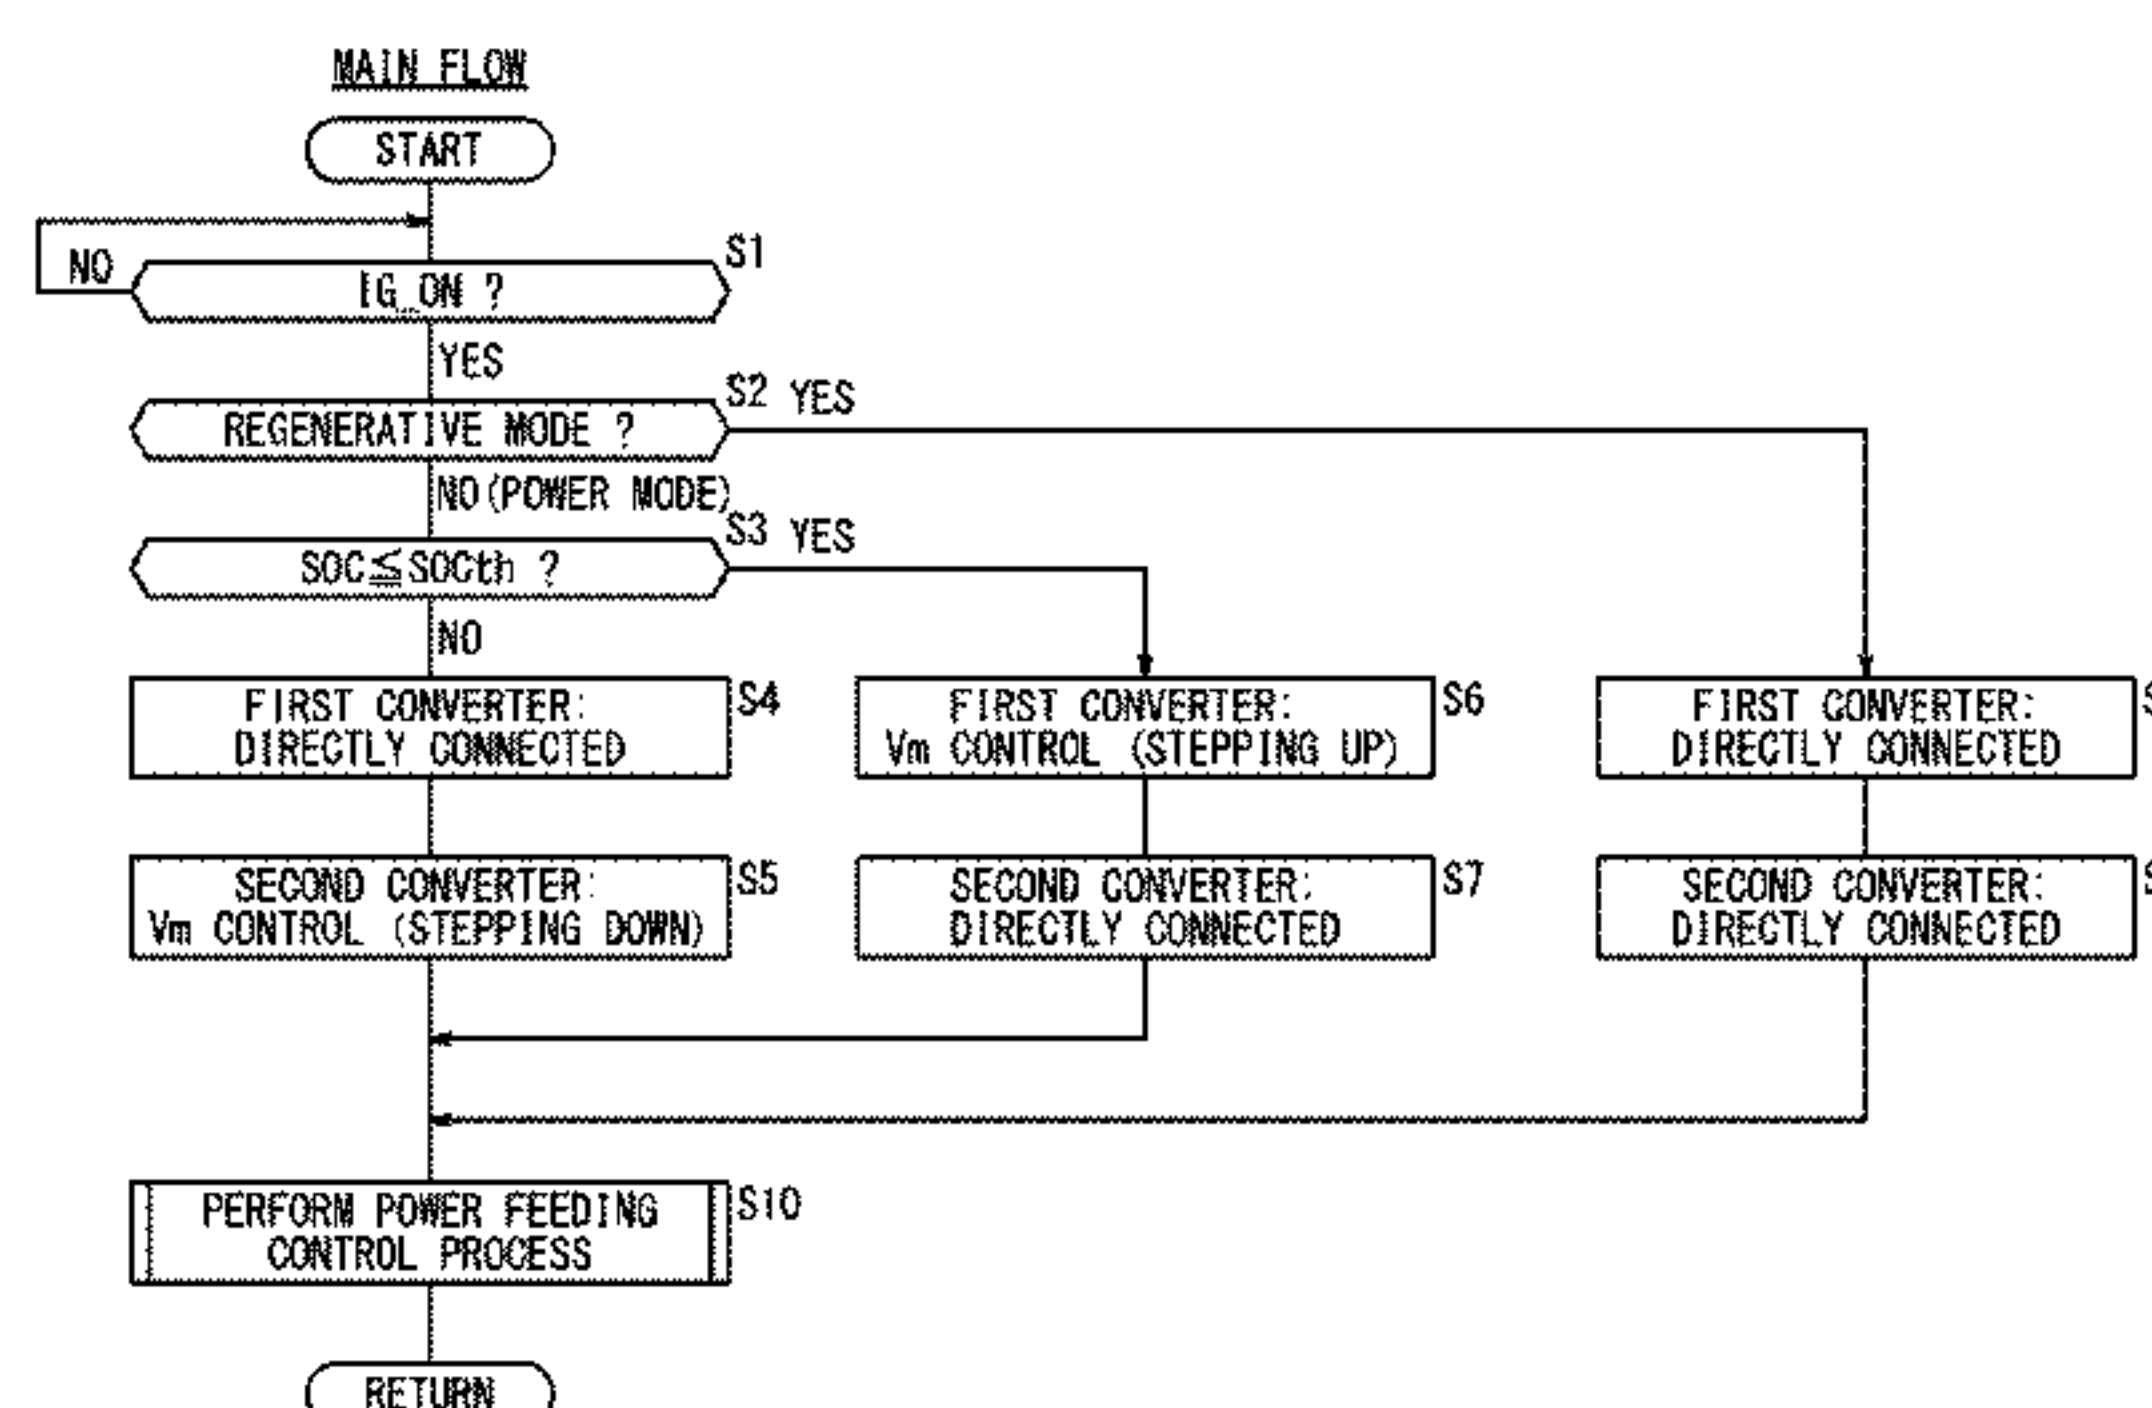 MAIN FLOW
START
NO
S1
IG_ON ?
YES
S2 YES
REGENERATIVE MODE ?
NO(POWER MODE)
S3 YES
SOC≦SOCth ?
NO
FIRST CONVERTER:
DIRECTLY CONNECTED
S4
FIRST CONVERTER:
Vm CONTROL (STEPPING UP)
S6
FIRST CONVERTER:
DIRECTLY CONNECTED
SECOND CONVERTER:
Vm CONTROL (STEPPING DOWN)
S5
SECOND CONVERTER:
DIRECTLY CONNECTED
S7
SECOND CONVERTER:
DIRECTLY CONNECTED
PERFORM POWER FEEDING
CONTROL PROCESS
S10
RETURN